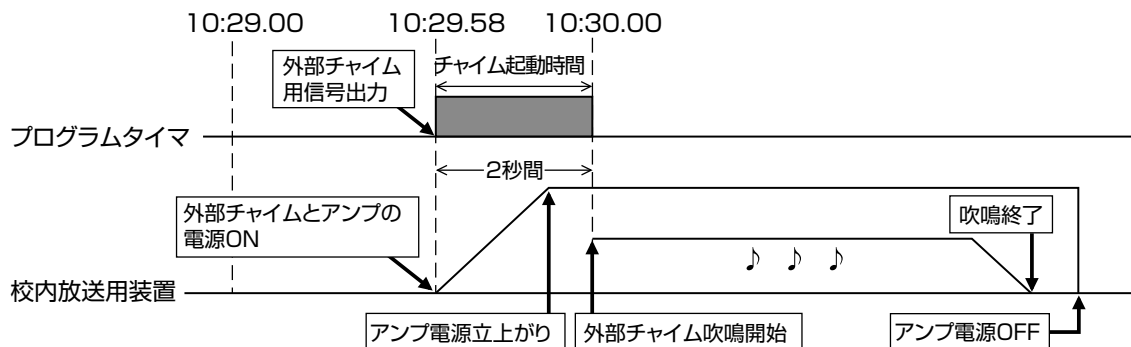 10:29.00
10:29.58
10:30.00
外部チャイム
用信号出力
チャイム起動時間
プログラムタイマ
2秒間
外部チャイムとアンプの
電源ON
吹鳴終了
校内放送用装置
アンプ電源立上がり
外部チャイム吹鳴開始
アンプ電源OFF